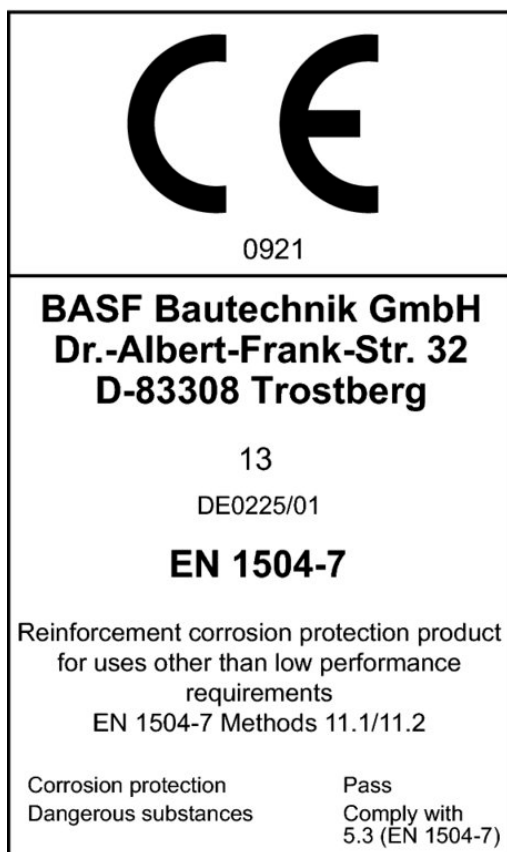 CE
0921
BASF Bautechnik GmbH
Dr.-Albert-Frank-Str. 32
D-83308 Trostberg
13
DE0225/01
EN 1504-7
Reinforcement corrosion protection product
for uses other than low performance
requirements
EN 1504-7 Methods 11.1/11.2
Corrosion protection Pass
Dangerous substances Comply with
5.3 (EN 1504-7)